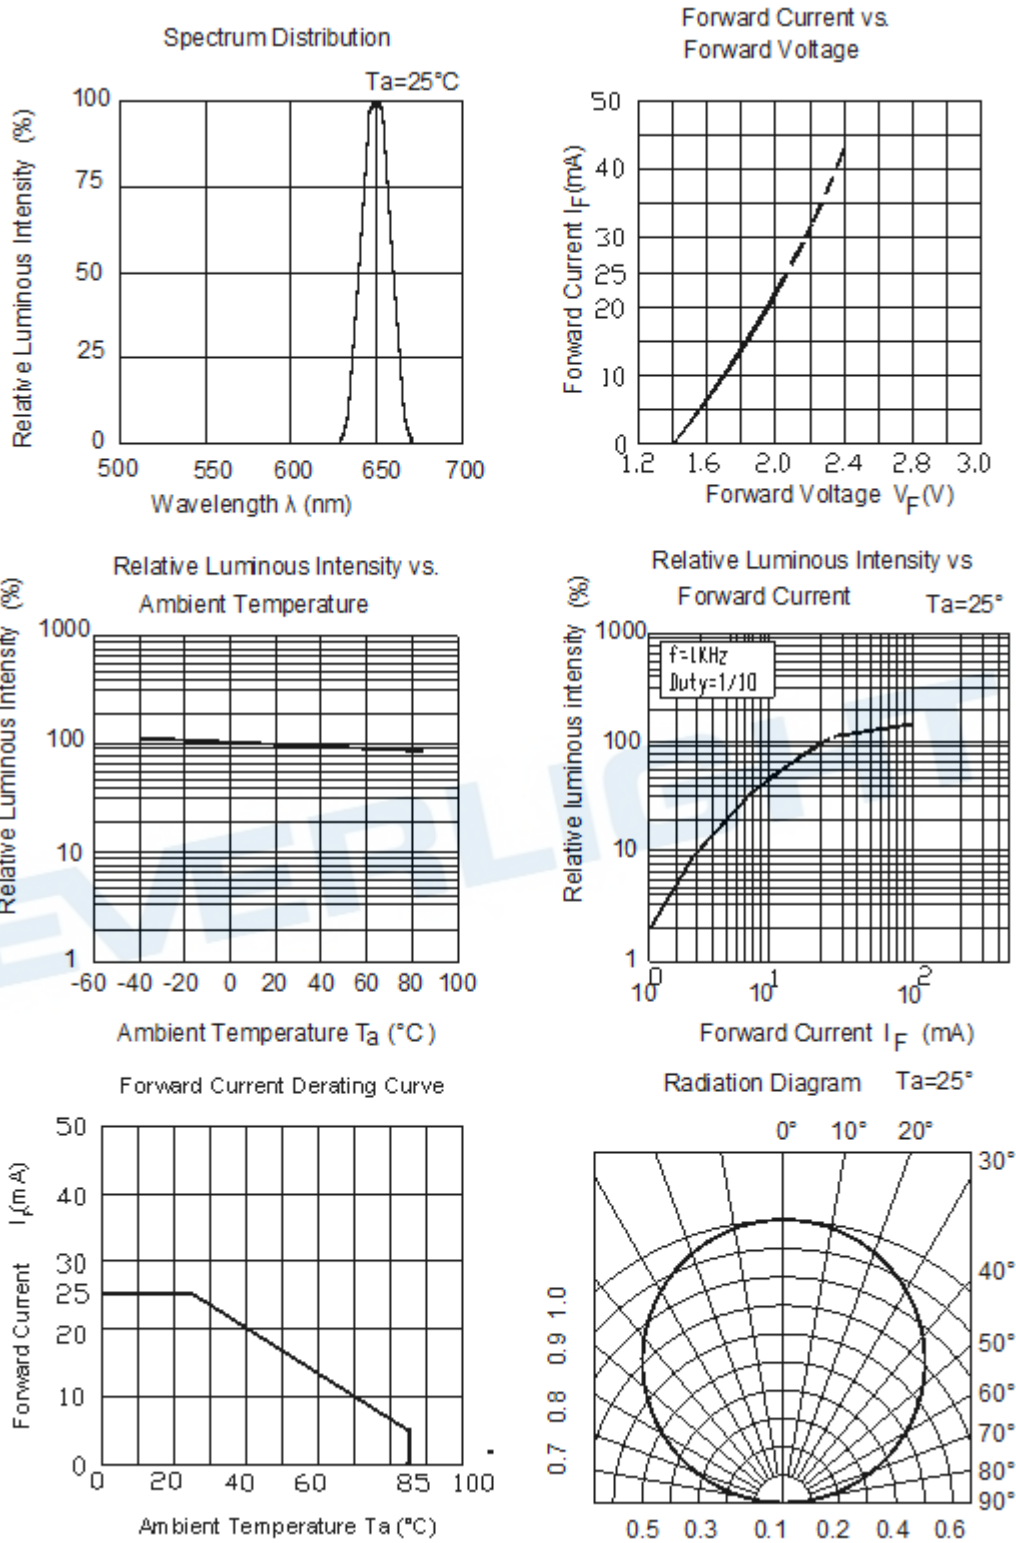 Spectrum Distribution
Ta=25°C
Relative Luminous Intensity (%)
100
75
50
25
0
500 550 600 650 700
Wavelength λ (nm)
Forward Current vs.
Forward Voltage
Forward Current IF(mA)
50
40
30
25
20
10
0
1.2 1.6 2.0 2.4 2.8 3.0
Forward Voltage VF(V)
Relative Luminous Intensity vs.
Ambient Temperature
Relative Luminous Intensity (%)
1000
100
10
1
-60 -40 -20 0 20 40 60 80 100
Ambient Temperature Ta (°C)
Relative Luminous Intensity vs
Forward Current
Ta=25°
Relative luminous intensity (%)
f=1KHz
Duty=1/10
1000
100
10
1
10⁰ 10¹ 10²
Forward Current IF (mA)
EVERLIGHT
Forward Current Derating Curve
Forward Current IF(mA)
50
40
30
25
20
10
0
0 20 40 60 85 100
Ambient Temperature Ta (°C)
Radiation Diagram Ta=25°
0° 10° 20°
30°
40°
50°
60°
70°
80°
90°
1.0
0.9
0.8
0.7
0.5 0.3 0.1 0.2 0.4 0.6